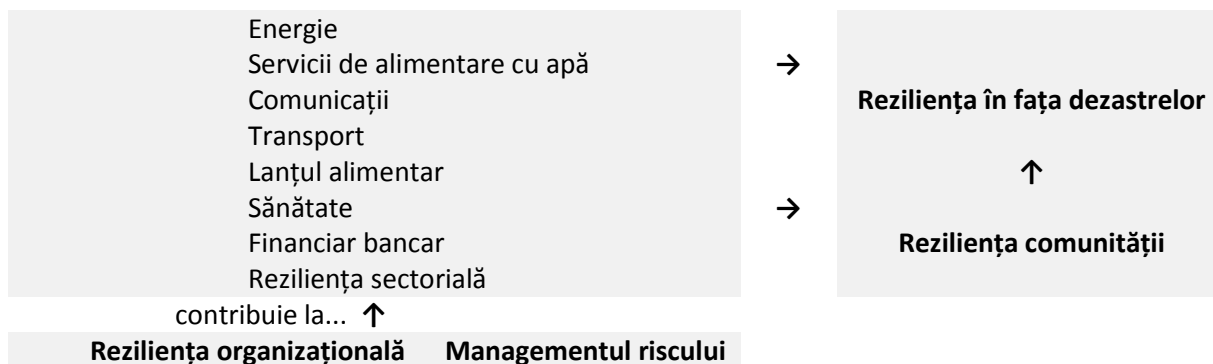 Energie
Servicii de alimentare cu apă →
Comunicații
Reziliența în fața dezastrelor
Transport
Lanțul alimentar
↑
Sănătate →
Financiar bancar
Reziliența comunității
Reziliența sectorială
contribuie la... ↑
Reziliența organizațională Managementul riscului